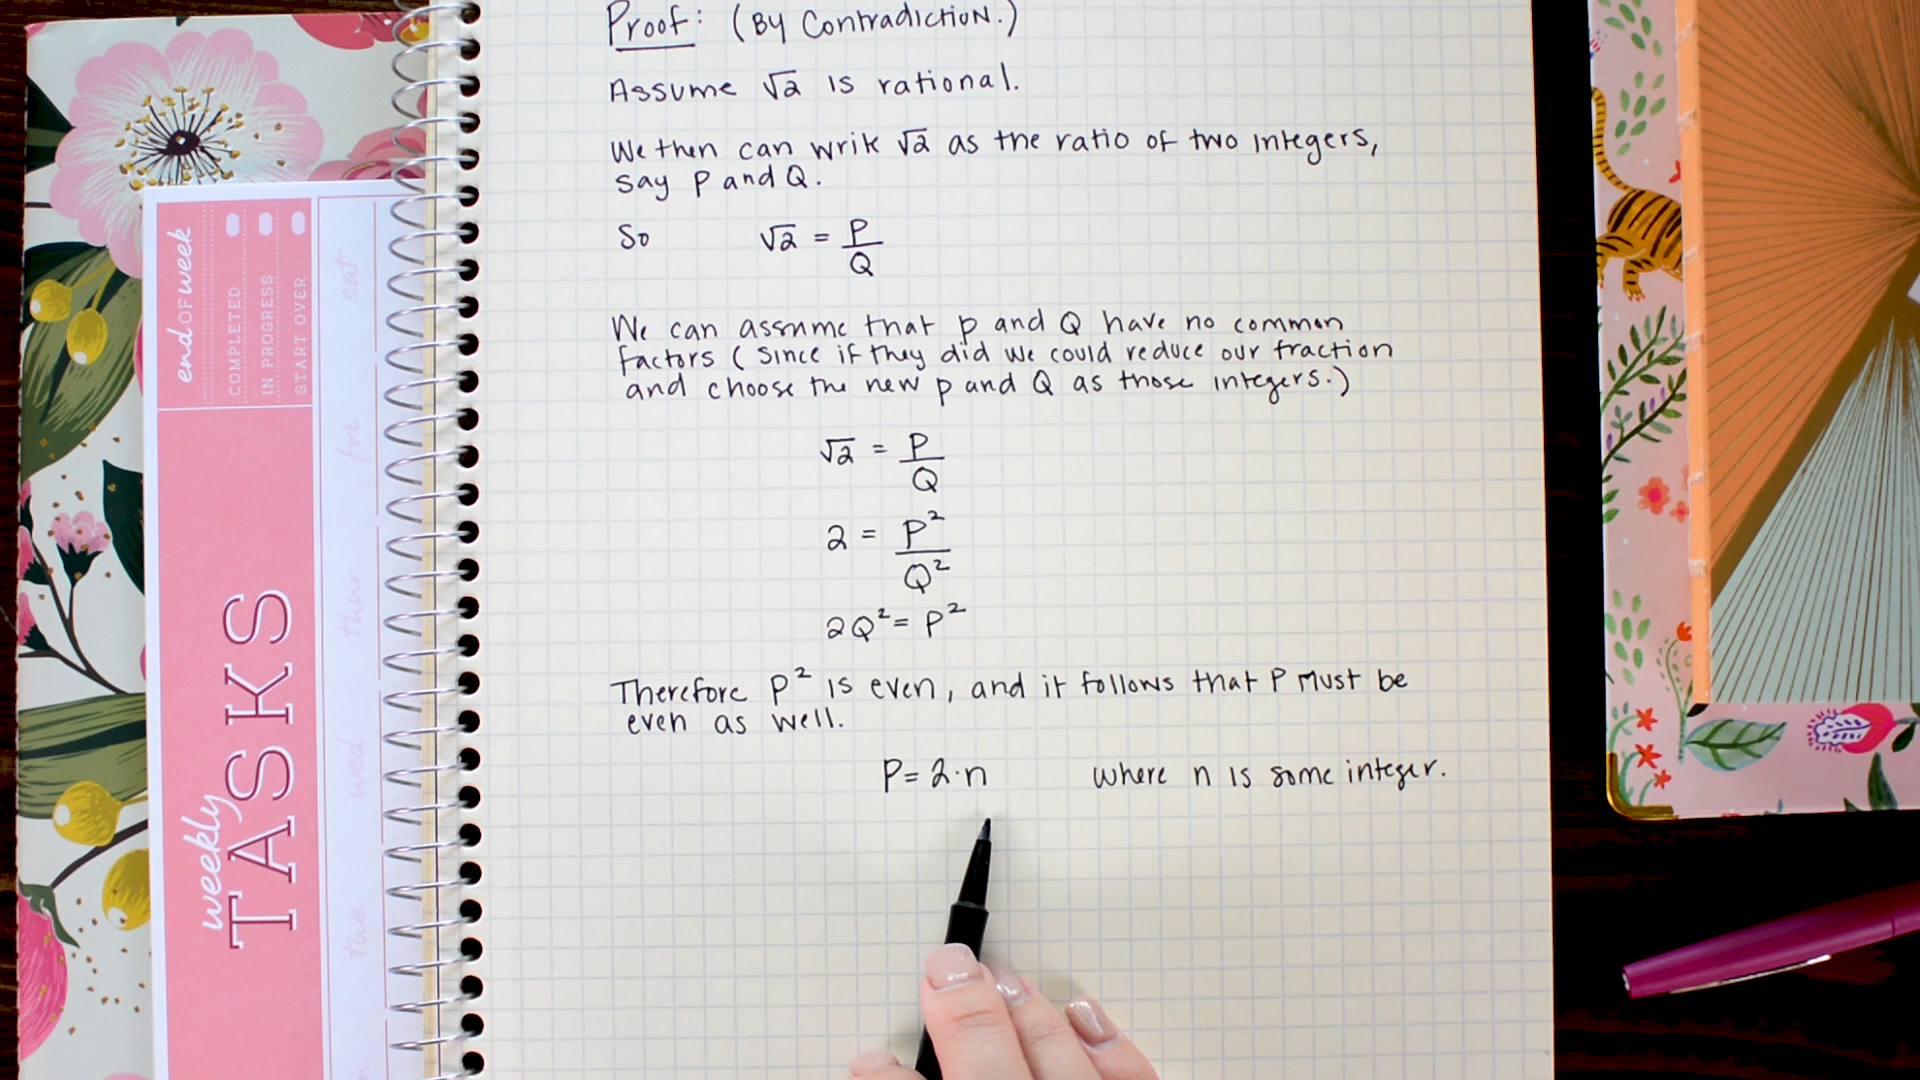 Proof: (By Contradiction.)
Assume √2 is rational.
We then can write √2 as the ratio of two integers,
say p and Q.
So √2 = P/Q
We can assume that p and Q have no common
factors (since if they did we could reduce our fraction
and choose the new p and Q as those integers.)
√2 = P/Q
2 = P²/Q²
2Q² = P²
Therefore P² is even, and it follows that P must be
even as well.
P = 2·n where n is some integer.
end OF week
COMPLETED
IN PROGRESS
START OVER
weekly
TASKS
sat
fri
thur
wed
tue